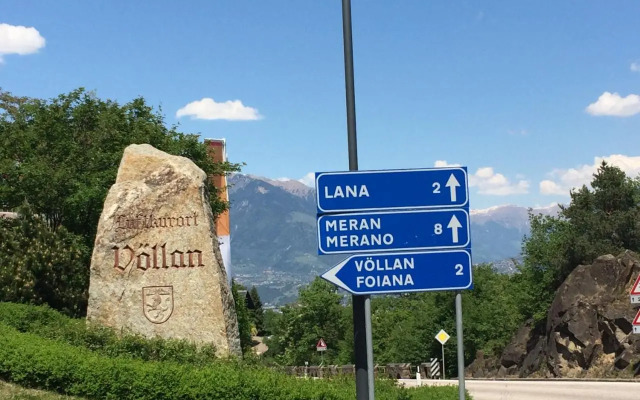 Luftkurort
Völlan
LANA 2
MERAN
MERANO 8
VÖLLAN
FOIANA 2